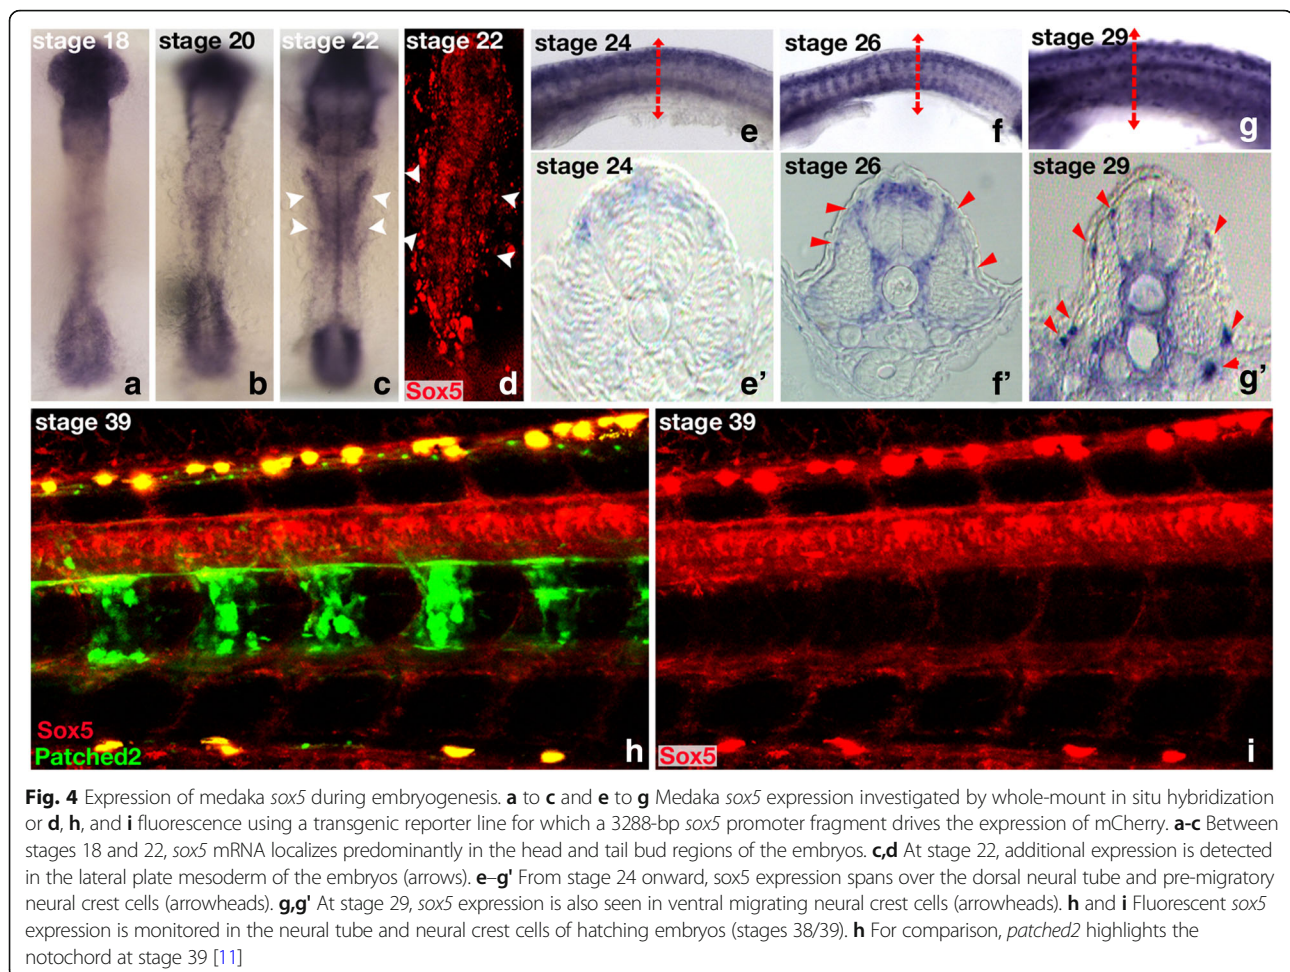 stage 18
stage 20
stage 22
stage 22
stage 24
stage 26
stage 29
e
f
g
stage 24
stage 26
stage 29
a
b
c
Sox5
d
e'
f'
g'
stage 39
stage 39
Sox5
Patched2
h
Sox5
i
Fig. 4 Expression of medaka sox5 during embryogenesis. a to c and e to g Medaka sox5 expression investigated by whole-mount in situ hybridization
or d, h, and i fluorescence using a transgenic reporter line for which a 3288-bp sox5 promoter fragment drives the expression of mCherry. a-c Between
stages 18 and 22, sox5 mRNA localizes predominantly in the head and tail bud regions of the embryos. c,d At stage 22, additional expression is detected
in the lateral plate mesoderm of the embryos (arrows). e–g' From stage 24 onward, sox5 expression spans over the dorsal neural tube and pre-migratory
neural crest cells (arrowheads). g,g' At stage 29, sox5 expression is also seen in ventral migrating neural crest cells (arrowheads). h and i Fluorescent sox5
expression is monitored in the neural tube and neural crest cells of hatching embryos (stages 38/39). h For comparison, patched2 highlights the
notochord at stage 39 [11]